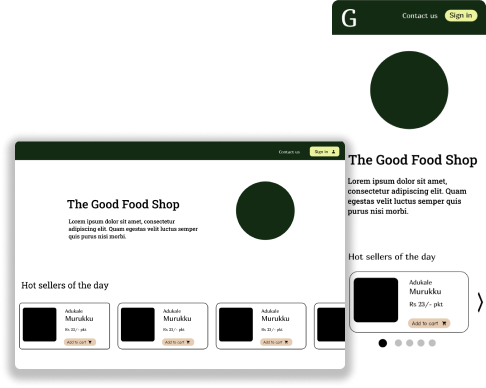 G
Contact us
Sign in
The Good Food Shop
Lorem ipsum dolor sit amet,
consectetur adipiscing elit. Quam
egestas velit luctus semper quis
purus nisi morbi.
Hot sellers of the day
Adukale
Murukku
Rs 23/- pkt
Add to cart
Contact us
Sign in
The Good Food Shop
Lorem ipsum dolor sit amet, consectetur
adipiscing elit. Quam egestas velit luctus semper
quis purus nisi morbi.
Hot sellers of the day
Adukale
Murukku
Rs 23/- pkt
Add to cart
Adukale
Murukku
Rs 23/- pkt
Add to cart
Adukale
Murukku
Rs 23/- pkt
Add to cart